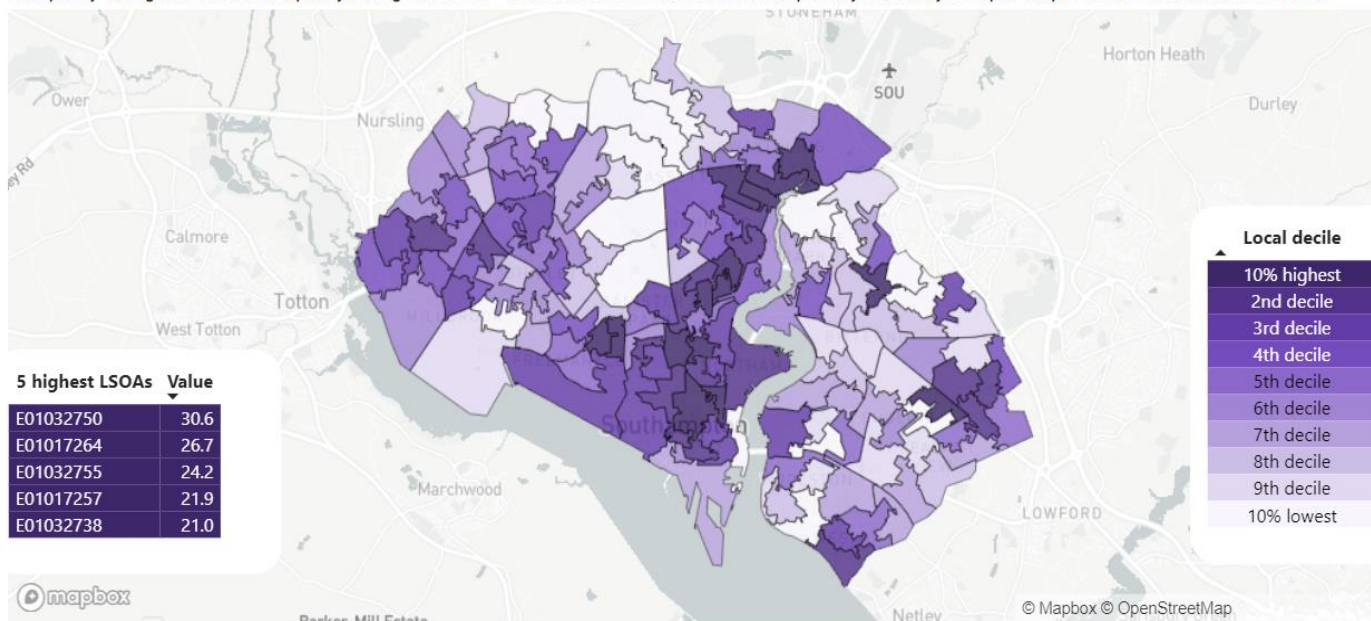 STONEHAM
Horton Heath
Ower
SOU
Durley
Nursling
Calmore
Totton
West Totton
Southampton
Marchwood
LOWFORD
Netley
5 highest LSOAs Value
E01032750 30.6
E01017264 26.7
E01032755 24.2
E01017257 21.9
E01032738 21.0
Local decile
10% highest
2nd decile
3rd decile
4th decile
5th decile
6th decile
7th decile
8th decile
9th decile
10% lowest
mapbox
© Mapbox © OpenStreetMap